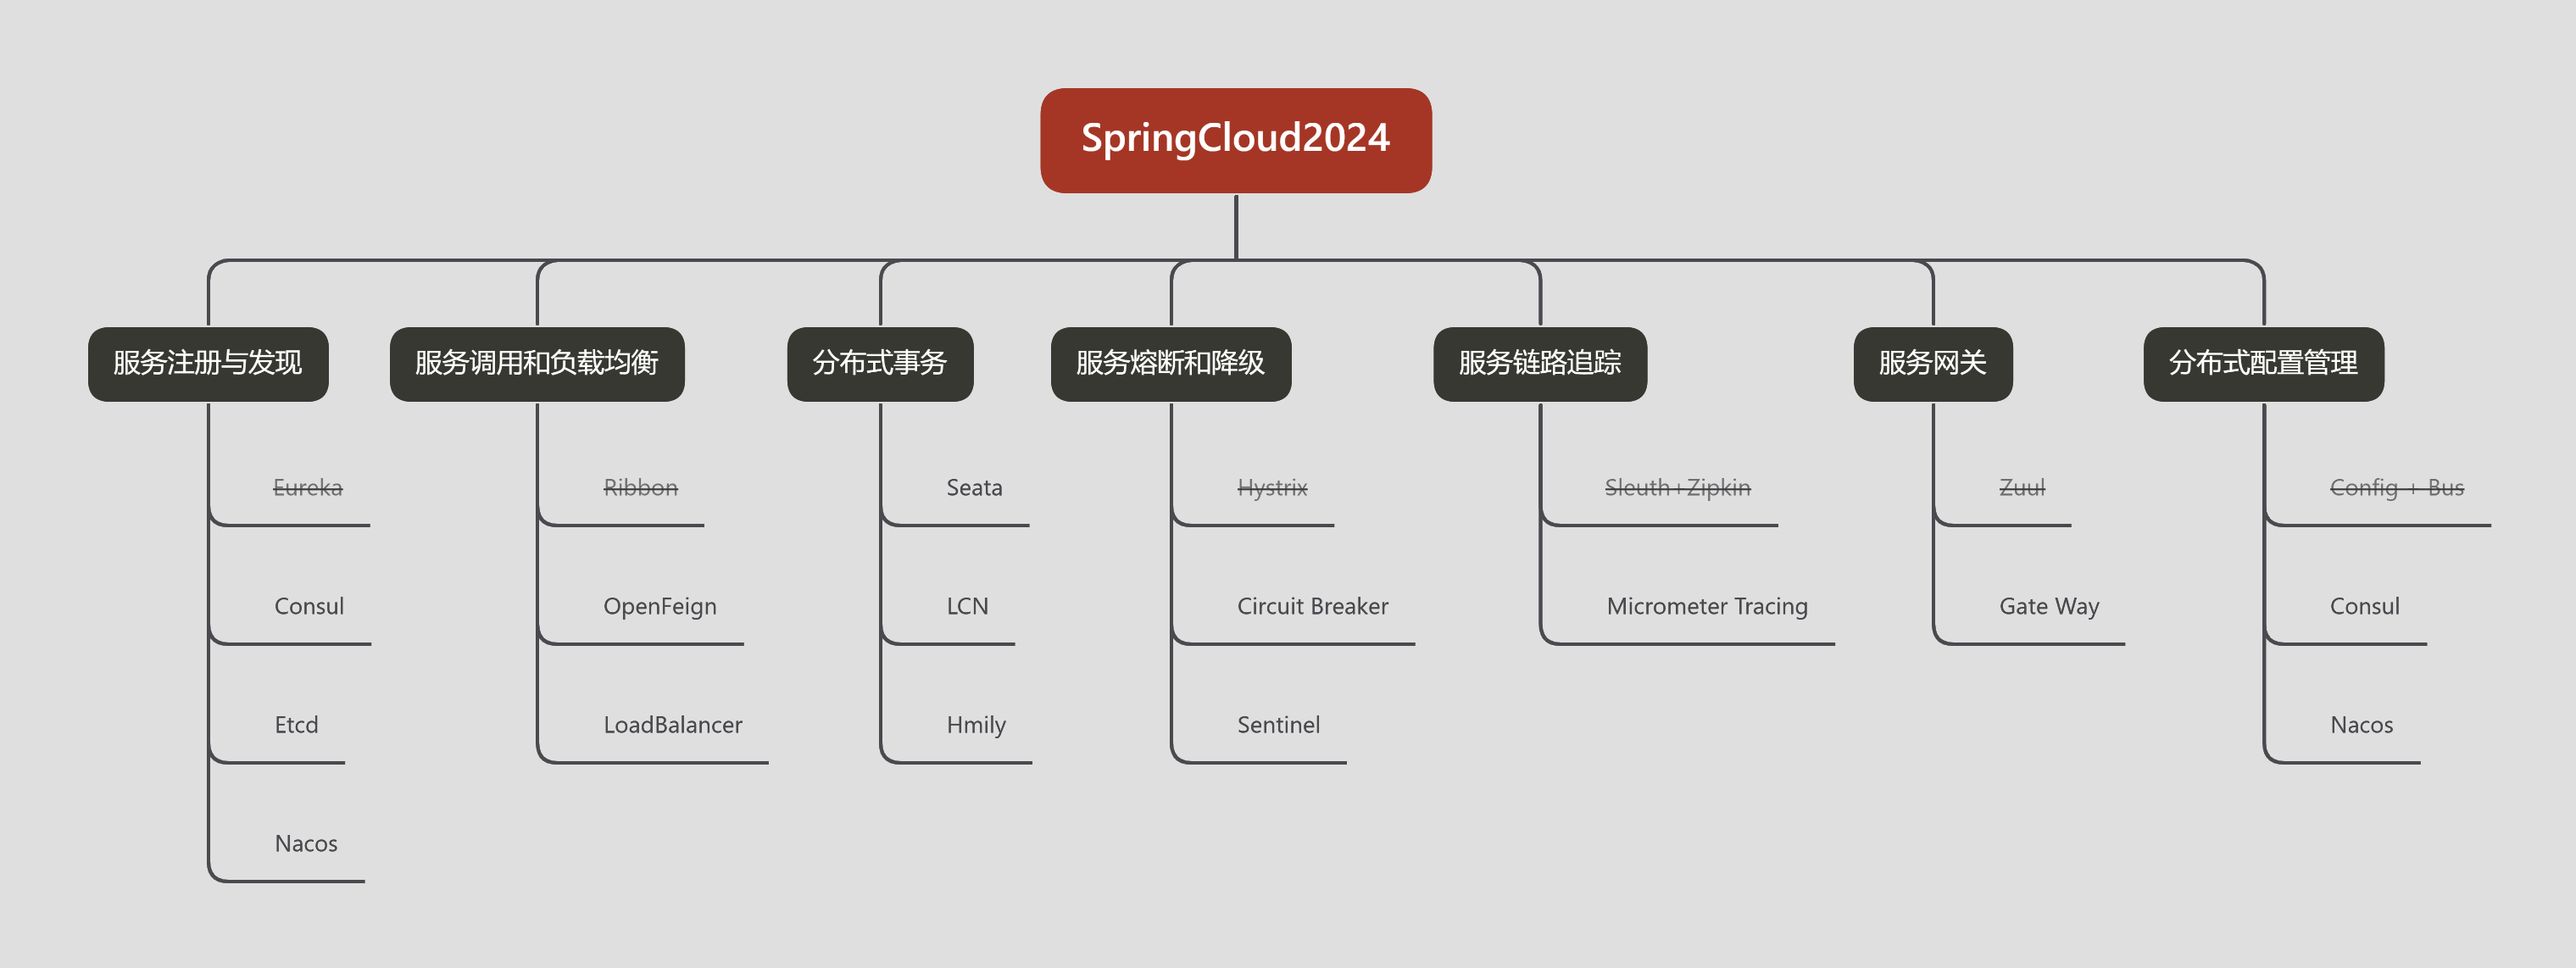 SpringCloud2024
服务注册与发现
Eureka
Consul
Etcd
Nacos
服务调用和负载均衡
Ribbon
OpenFeign
LoadBalancer
分布式事务
Seata
LCN
Hmily
服务熔断和降级
Hystrix
Circuit Breaker
Sentinel
服务链路追踪
Sleuth+Zipkin
Micrometer Tracing
服务网关
Zuul
Gate Way
分布式配置管理
Config + Bus
Consul
Nacos